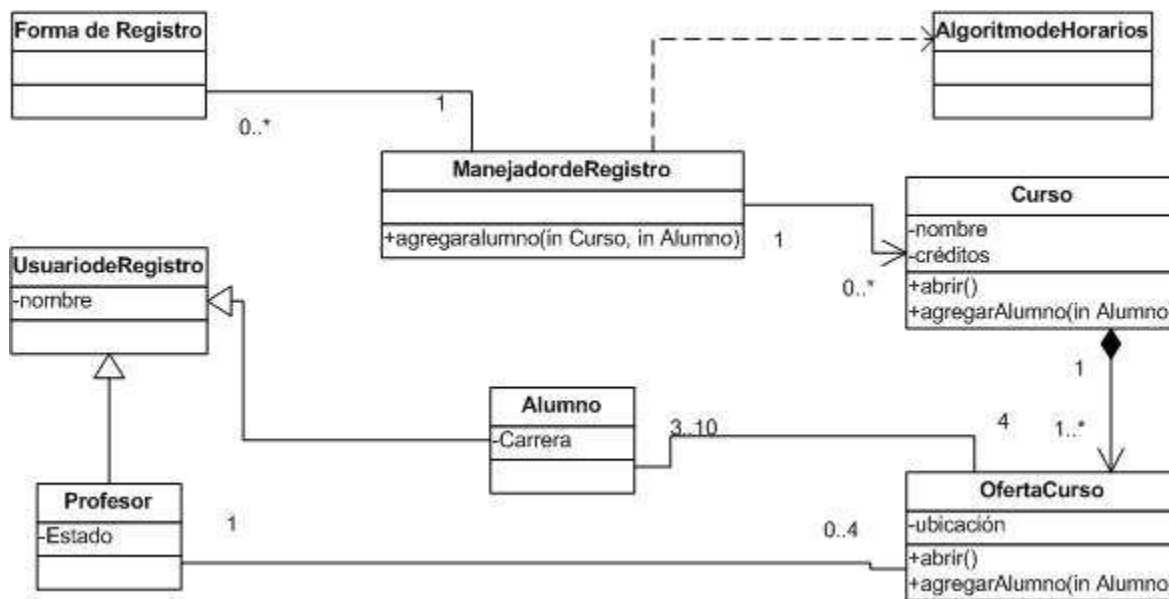 Forma de Registro
AlgoritmodeHorarios
1
0..*
ManejadordeRegistro
+agregaralumno(in Curso, in Alumno)
Curso
-nombre
-créditos
+abrir()
+agregarAlumno(in Alumno
1
0..*
UsuariodeRegistro
-nombre
1
1..*
Alumno
-Carrera
3..10
4
OfertaCurso
-ubicación
+abrir()
+agregarAlumno(in Alumno
Profesor
-Estado
1
0..4